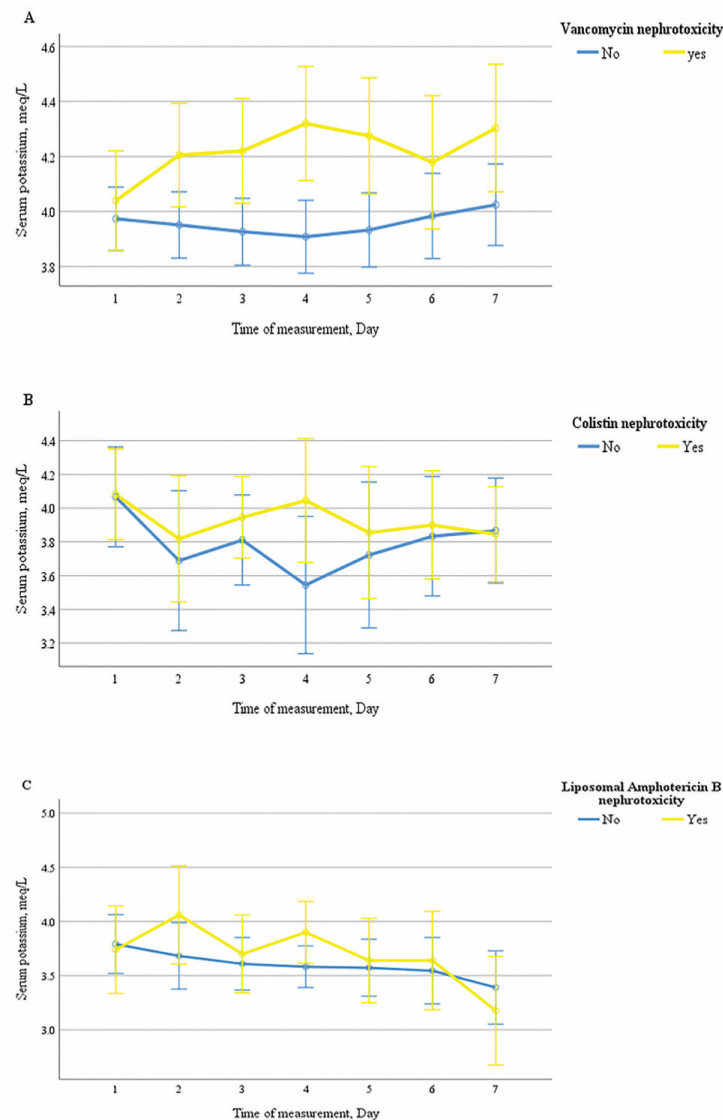 A
Vancomycin nephrotoxicity
No yes
Serum potassium, meq/L
4.6
4.4
4.2
4.0
3.8
1 2 3 4 5 6 7
Time of measurement, Day
B
Colistin nephrotoxicity
No Yes
Serum potassium, meq/L
4.4
4.2
4.0
3.8
3.6
3.4
3.2
1 2 3 4 5 6 7
Time of measurement, Day
C
Liposomal Amphotericin B
nephrotoxicity
No Yes
Serum potassium, meq/L
5.0
4.5
4.0
3.5
3.0
1 2 3 4 5 6 7
Time of measurement, Day